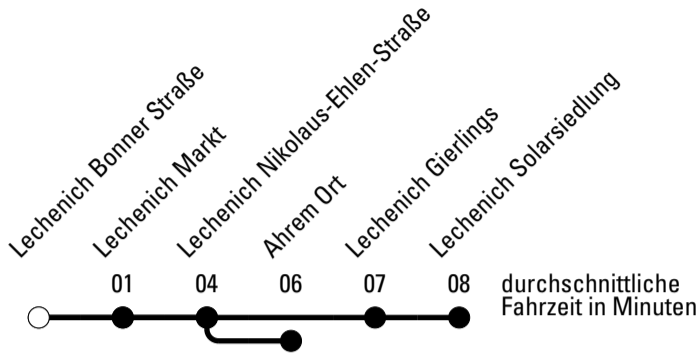 Lechenich Bonner Straße
Lechenich Markt
Lechenich Nikolaus-Ehlen-Straße
Ahrem Ort
Lechenich Gierlings
Lechenich Solarsiedlung
01 04 06 07 08 durchschnittliche
Fahrzeit in Minuten